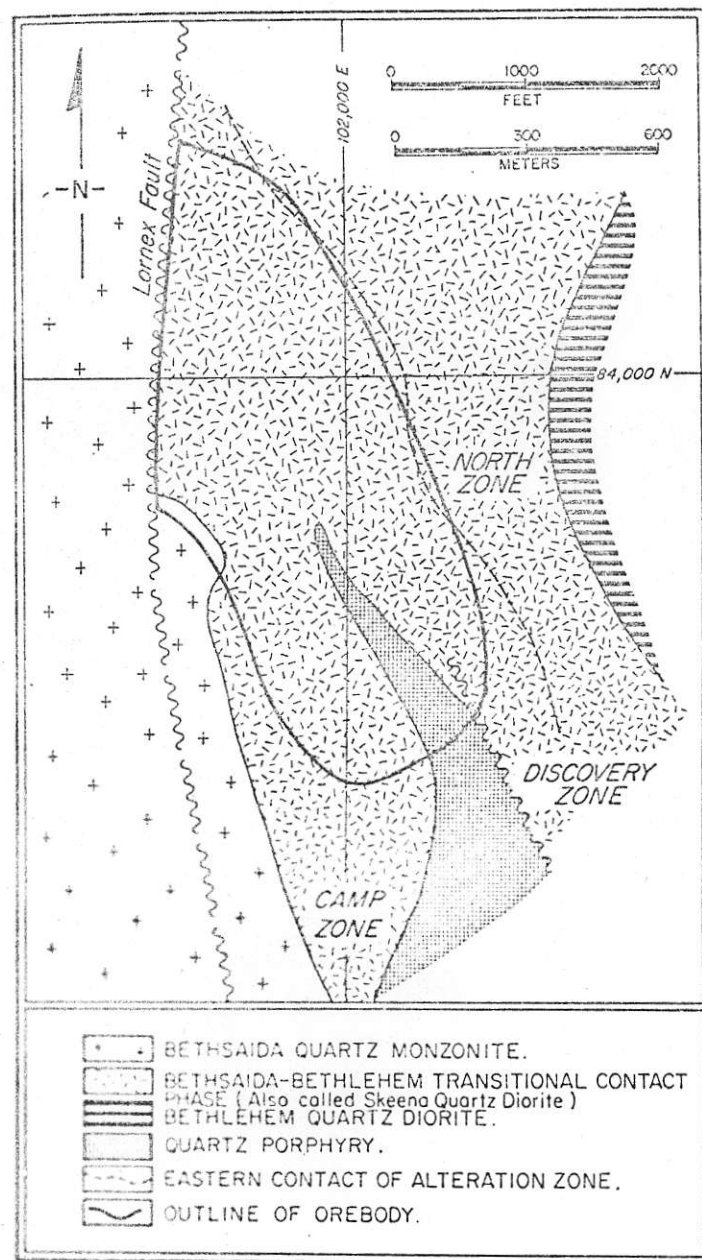 0 1000 2000
FEET
0 300 600
METERS
102,000 E
-N-
Lornex Fault
84,000 N
NORTH
ZONE
DISCOVERY
ZONE
CAMP
ZONE
BETHSAIDA QUARTZ MONZONITE.
BETHSAIDA-BETHLEHEM TRANSITIONAL CONTACT
PHASE (Also called Skeena Quartz Diorite)
BETHLEHEM QUARTZ DIORITE.
QUARTZ PORPHYRY.
EASTERN CONTACT OF ALTERATION ZONE.
OUTLINE OF OREBODY.